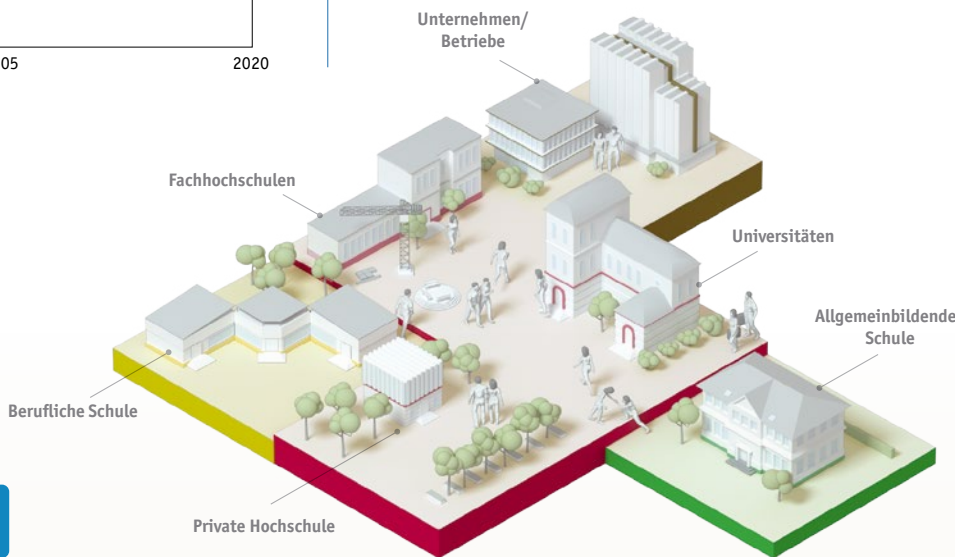 Unternehmen/
Betriebe
05
2020
Fachhochschulen
Universitäten
Allgemeinbildende
Schule
Berufliche Schule
Private Hochschule